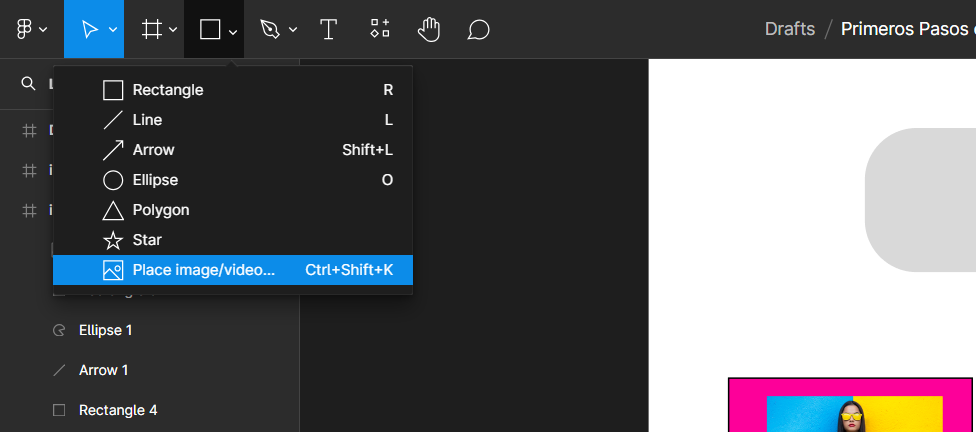 Drafts / Primeros Pasos
Rectangle R
Line L
Arrow Shift+L
Ellipse O
Polygon
Star
Place image/video... Ctrl+Shift+K
Ellipse 1
Arrow 1
Rectangle 4